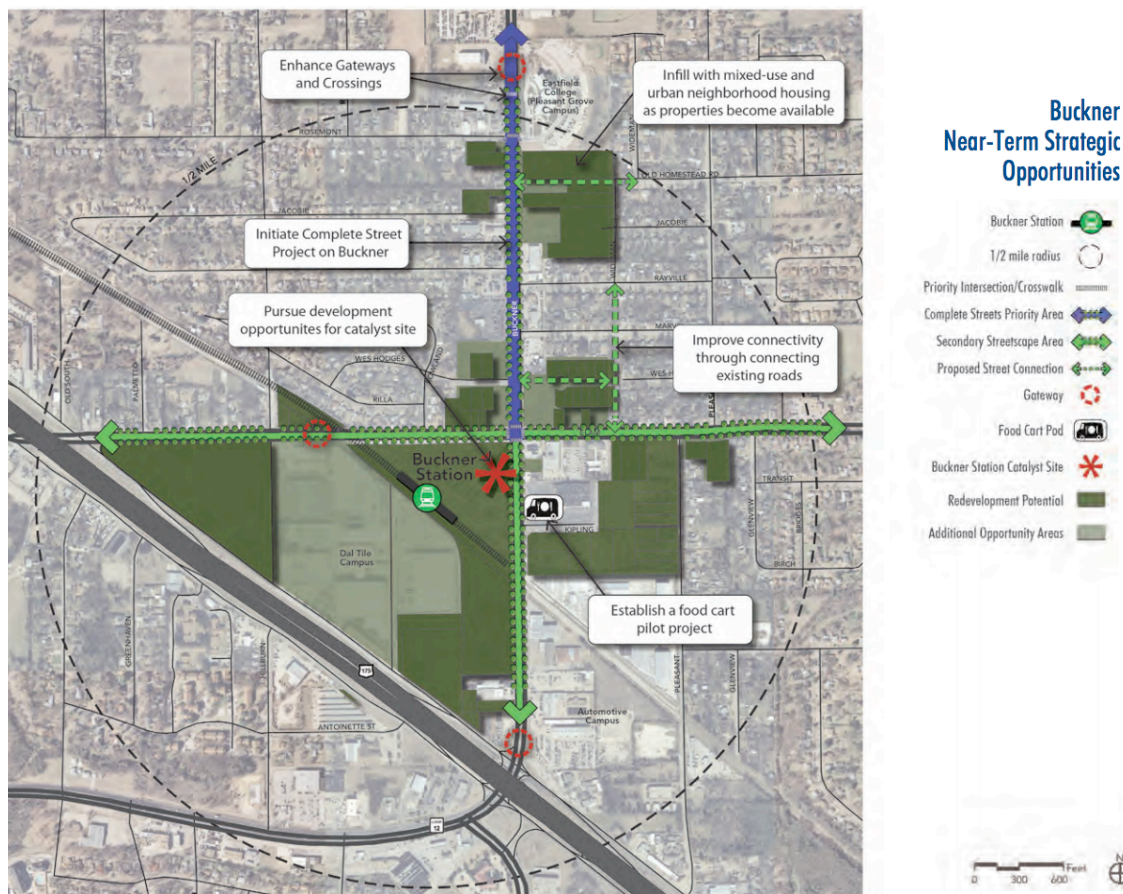 Enhance Gateways
and Crossings
Eastfield
College
(Pleasant Grove
Campus)
Infill with mixed-use and
urban neighborhood housing
as properties become available
WIDEMAN
ROSEMONT
1/2 MILE
OLD HOMESTEAD RD
JACOBIE
JACOBIE
Initiate Complete Street
Project on Buckner
WIDEMAN
RAYVILLE
Pursue development
opportunites for catalyst site
BUCKNER
Improve connectivity
through connecting
existing roads
WES HODGES
RILLA
PALMETTO
Buckner
Station
TRANSIT
KIPLING
GLENVIEW
BRIDGES
BIRCH
Dal Tile
Campus
Establish a food cart
pilot project
GREENHAVEN
FULLBURN
175
PLEASANT
GLENVIEW
ANTOINETTE ST
Automotive
Campus
12
Buckner
Near-Term Strategic
Opportunities
Buckner Station
1/2 mile radius
Priority Intersection/Crosswalk
Complete Streets Priority Area
Secondary Streetscape Area
Proposed Street Connection
Gateway
Food Cart Pod
Buckner Station Catalyst Site
Redevelopment Potential
Additional Opportunity Areas
N
Feet
0 300 600